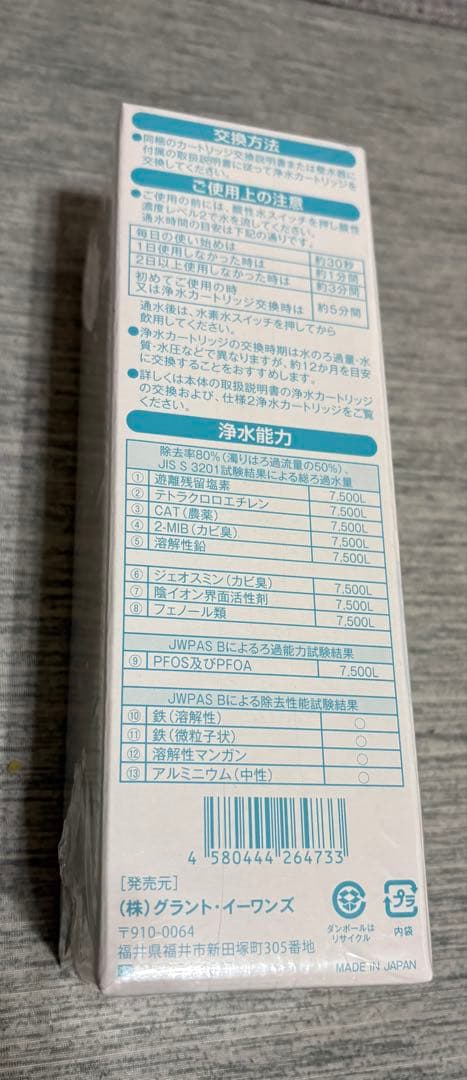 交換方法
●同梱のカートリッジ交換説明書または整水器に
付属の取扱説明書に従って浄水カートリッジを
交換してください。
ご使用上の注意
●ご使用の前には、酸性水スイッチを押し酸性
濃度レベル2で水を流してください。
通水時間の目安は下記の通りです。
毎日の使い始めは 約30秒
1日使用しなかった時は 約1分間
2日以上使用しなかった時は 約3分間
初めてご使用の時
又は浄水カートリッジ交換時は 約5分間
通水後は、水素水スイッチを押してから
飲用してください。
●浄水カートリッジの交換時期は水のろ過量・水
質・水圧などで異なりますが、約12か月を目安
に交換することをおすすめします。
●詳しくは本体の取扱説明書の浄水カートリッジ
の交換および、仕様2浄水カートリッジをご覧
ください。
浄水能力
除去率80%(濁りはろ過流量の50%)、
JIS S 3201試験結果による総ろ過水量
① 遊離残留塩素 7,500L
② テトラクロロエチレン 7,500L
③ CAT(農薬) 7,500L
④ 2-MIB(カビ臭) 7,500L
⑤ 溶解性鉛 7,500L
⑥ ジェオスミン(カビ臭) 7,500L
⑦ 陰イオン界面活性剤 7,500L
⑧ フェノール類 7,500L
JWPAS Bによるろ過能力試験結果
⑨ PFOS及びPFOA 7,500L
JWPAS Bによる除去性能試験結果
⑩ 鉄(溶解性) ○
⑪ 鉄(微粒子状) ○
⑫ 溶解性マンガン ○
⑬ アルミニウム(中性) ○
4 580444 264733
[発売元]
(株)グラント・イーワンズ
〒910-0064
福井県福井市新田塚町305番地
ダンボールは
リサイクル
プラ
内袋
MADE IN JAPAN